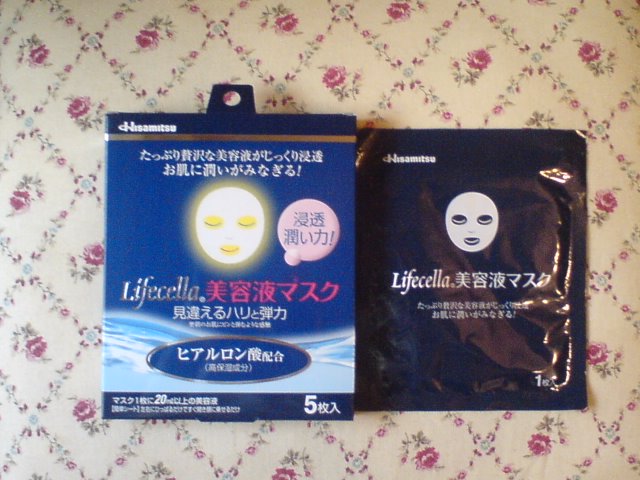 Hisamitsu
たっぷり贅沢な美容液がじっくり浸透
お肌に潤いがみなぎる!
浸透
潤い力!
Lifecella®美容液マスク
見違えるハリと弾力
ヒアルロン酸配合
(高保湿成分)
マスク1枚に20ml以上の美容液
5枚入
Hisamitsu
Lifecella®美容液マスク
たっぷり贅沢な美容液がじっくり浸透
お肌に潤いがみなぎる!
1枚入